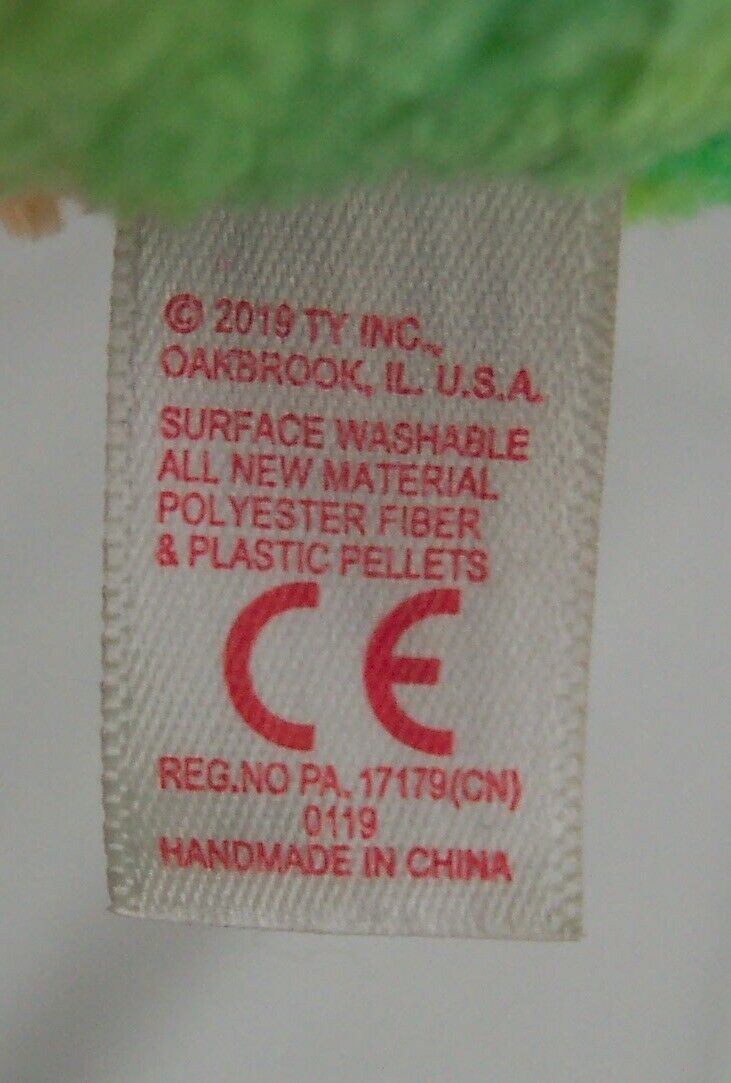 © 2019 TY INC.,
OAKBROOK, IL. U.S.A.
SURFACE WASHABLE
ALL NEW MATERIAL
POLYESTER FIBER
& PLASTIC PELLETS
CE
REG.NO PA. 17179(CN)
0119
HANDMADE IN CHINA